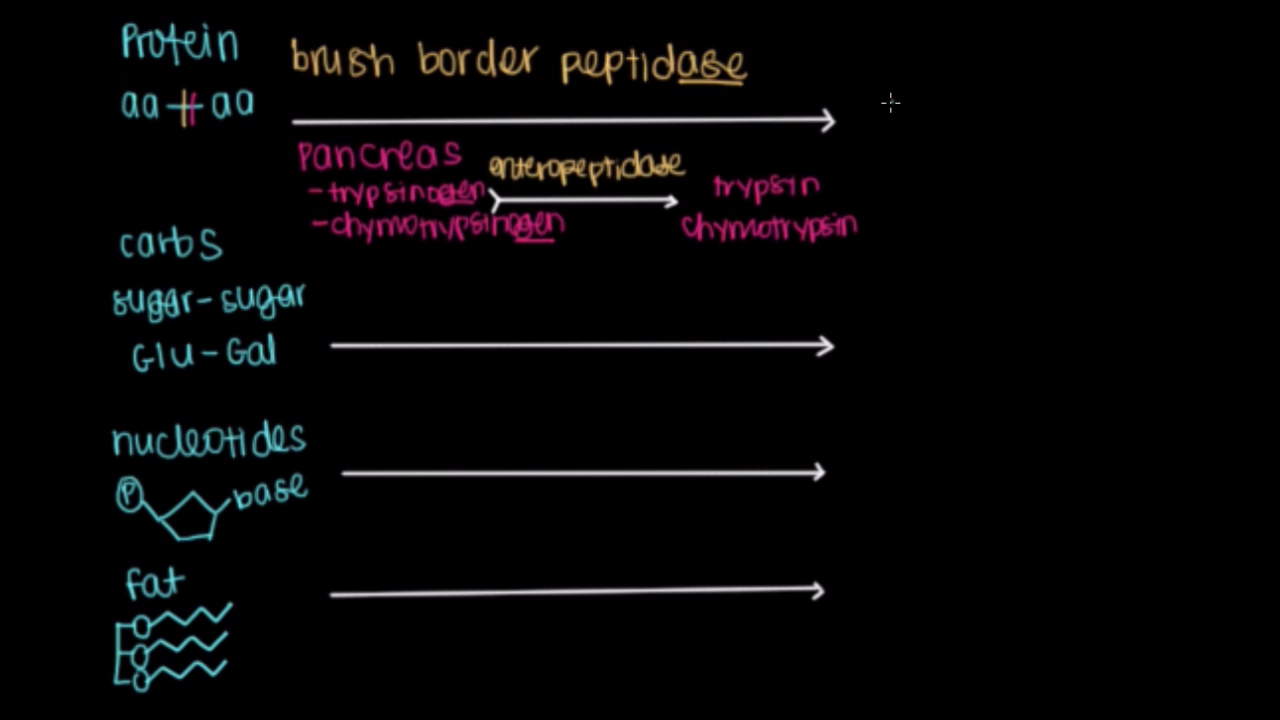 Protein
brush border peptidase
aa + aa
Pancreas
enteropeptidase
- trypsinogen
trypsin
- chymotrypsinogen
chymotrypsin
carbs
sugar - sugar
Glu - Gal
nucleotides
P
base
fat
O
O
O